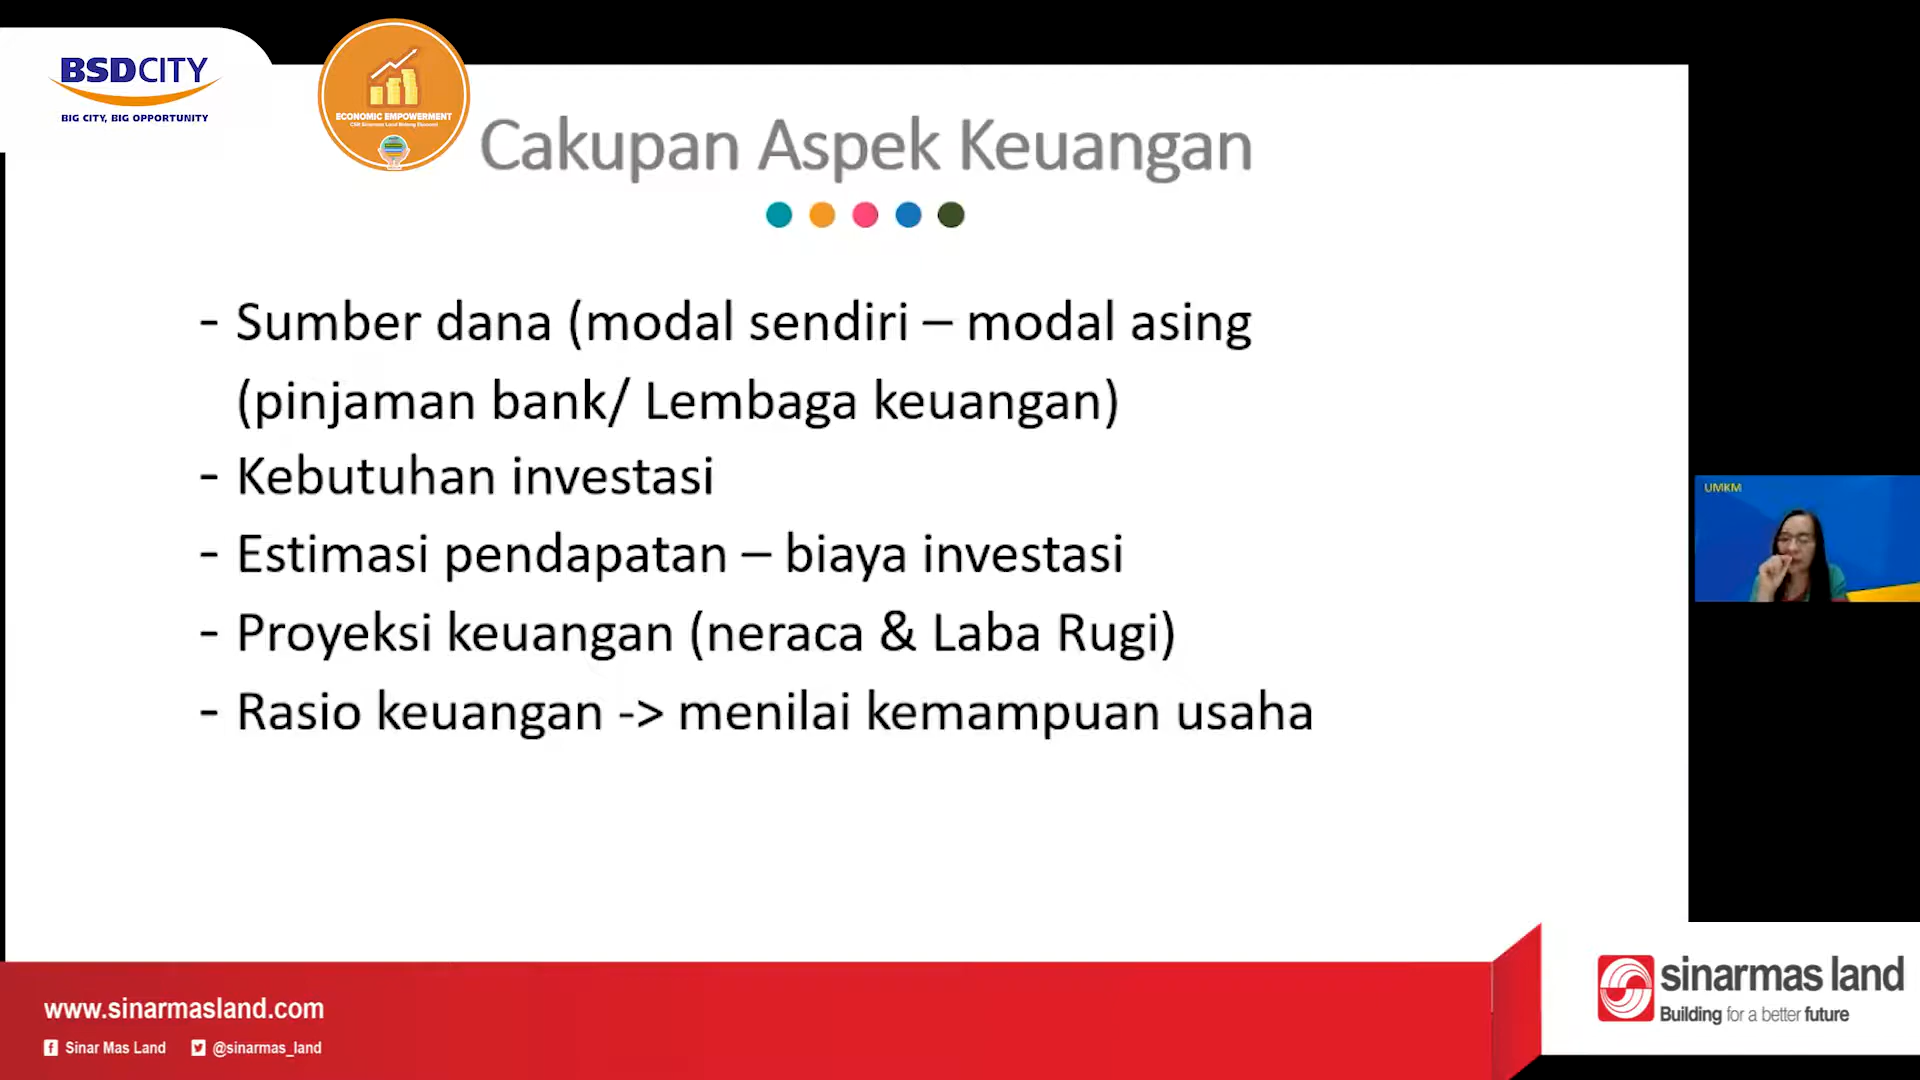 BSDCITY
BIG CITY, BIG OPPORTUNITY
ECONOMIC EMPOWERMENT
CSR Sinarmas Land Bidang Ekonomi
Cakupan Aspek Keuangan
- Sumber dana (modal sendiri – modal asing
(pinjaman bank/ Lembaga keuangan)
- Kebutuhan investasi
- Estimasi pendapatan – biaya investasi
- Proyeksi keuangan (neraca & Laba Rugi)
- Rasio keuangan -> menilai kemampuan usaha
UMKM
www.sinarmasland.com
Sinar Mas Land
@sinarmas_land
sinarmas land
Building for a better future